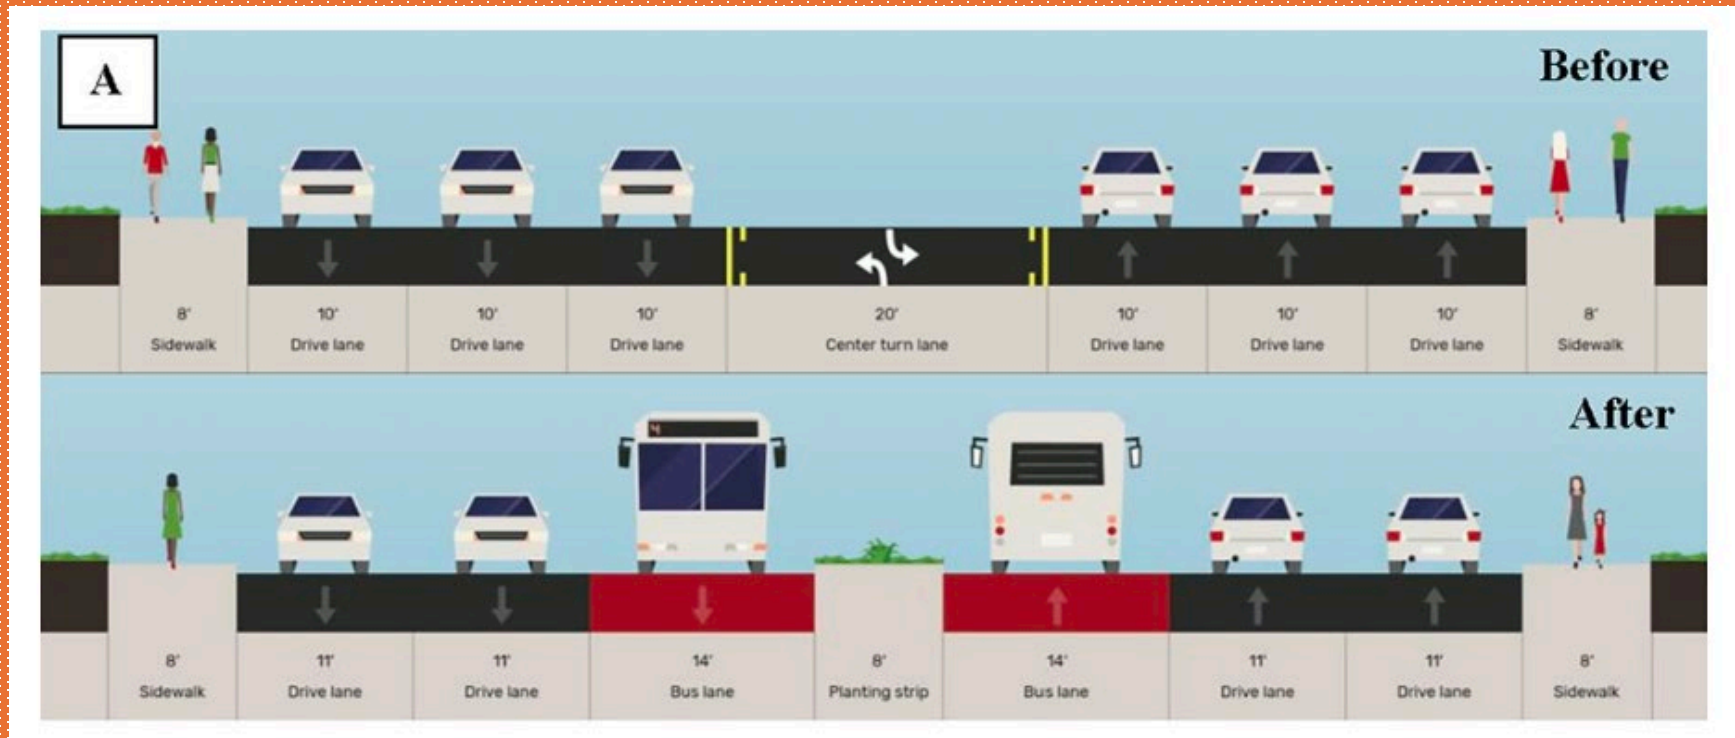 A
Before
8' 10' 10' 10' 20' 10' 10' 10' 8'
Sidewalk Drive lane Drive lane Drive lane Center turn lane Drive lane Drive lane Drive lane Sidewalk
After
4
8' 11' 11' 14' 8' 14' 11' 11' 8'
Sidewalk Drive lane Drive lane Bus lane Planting strip Bus lane Drive lane Drive lane Sidewalk